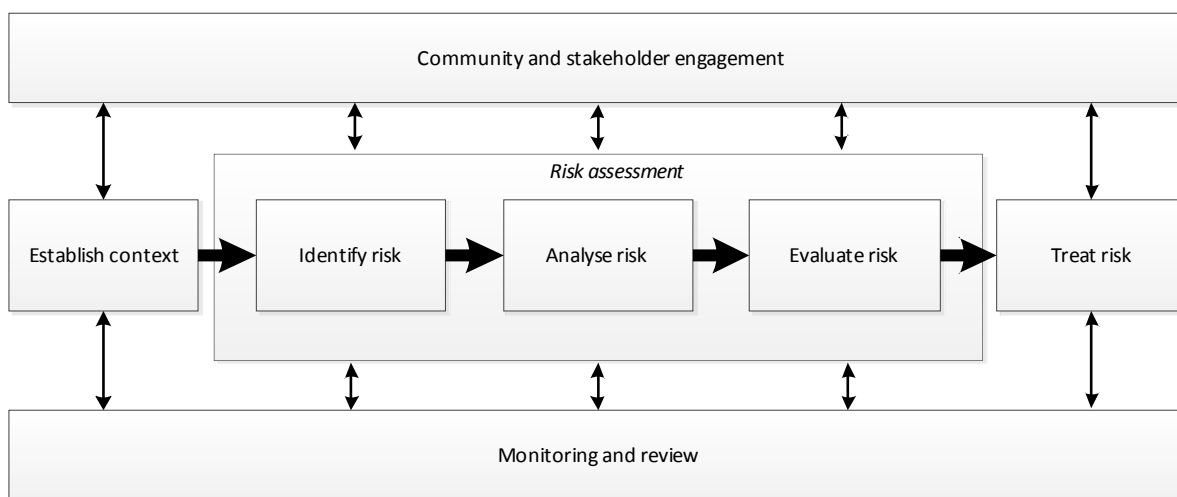 Community and stakeholder engagement
Risk assessment
Establish context
Identify risk
Analyse risk
Evaluate risk
Treat risk
Monitoring and review